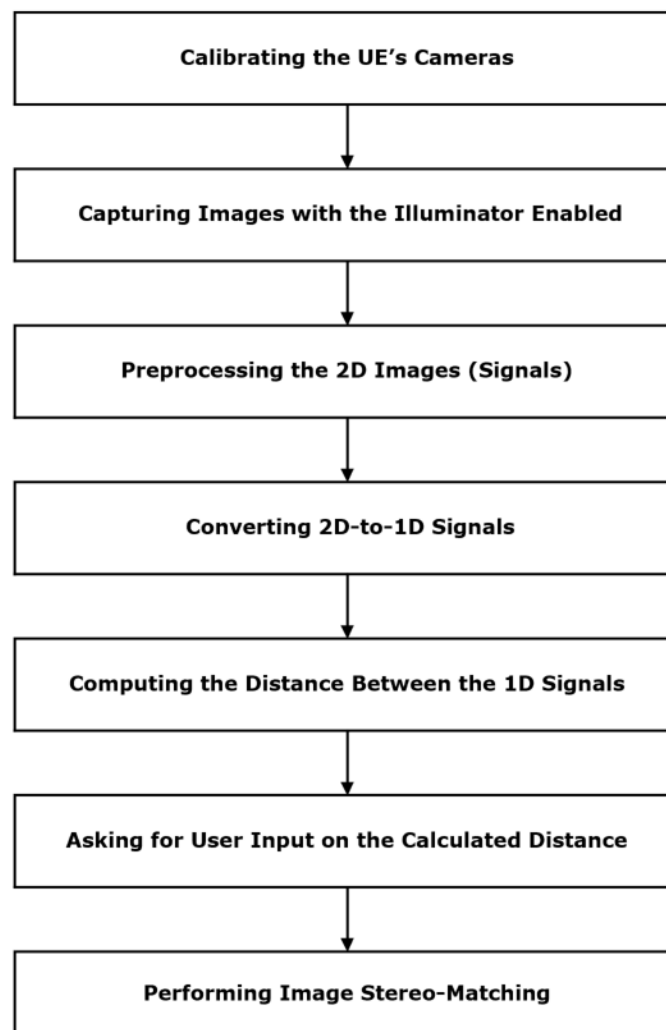 Calibrating the UE's Cameras
Capturing Images with the Illuminator Enabled
Preprocessing the 2D Images (Signals)
Converting 2D-to-1D Signals
Computing the Distance Between the 1D Signals
Asking for User Input on the Calculated Distance
Performing Image Stereo-Matching